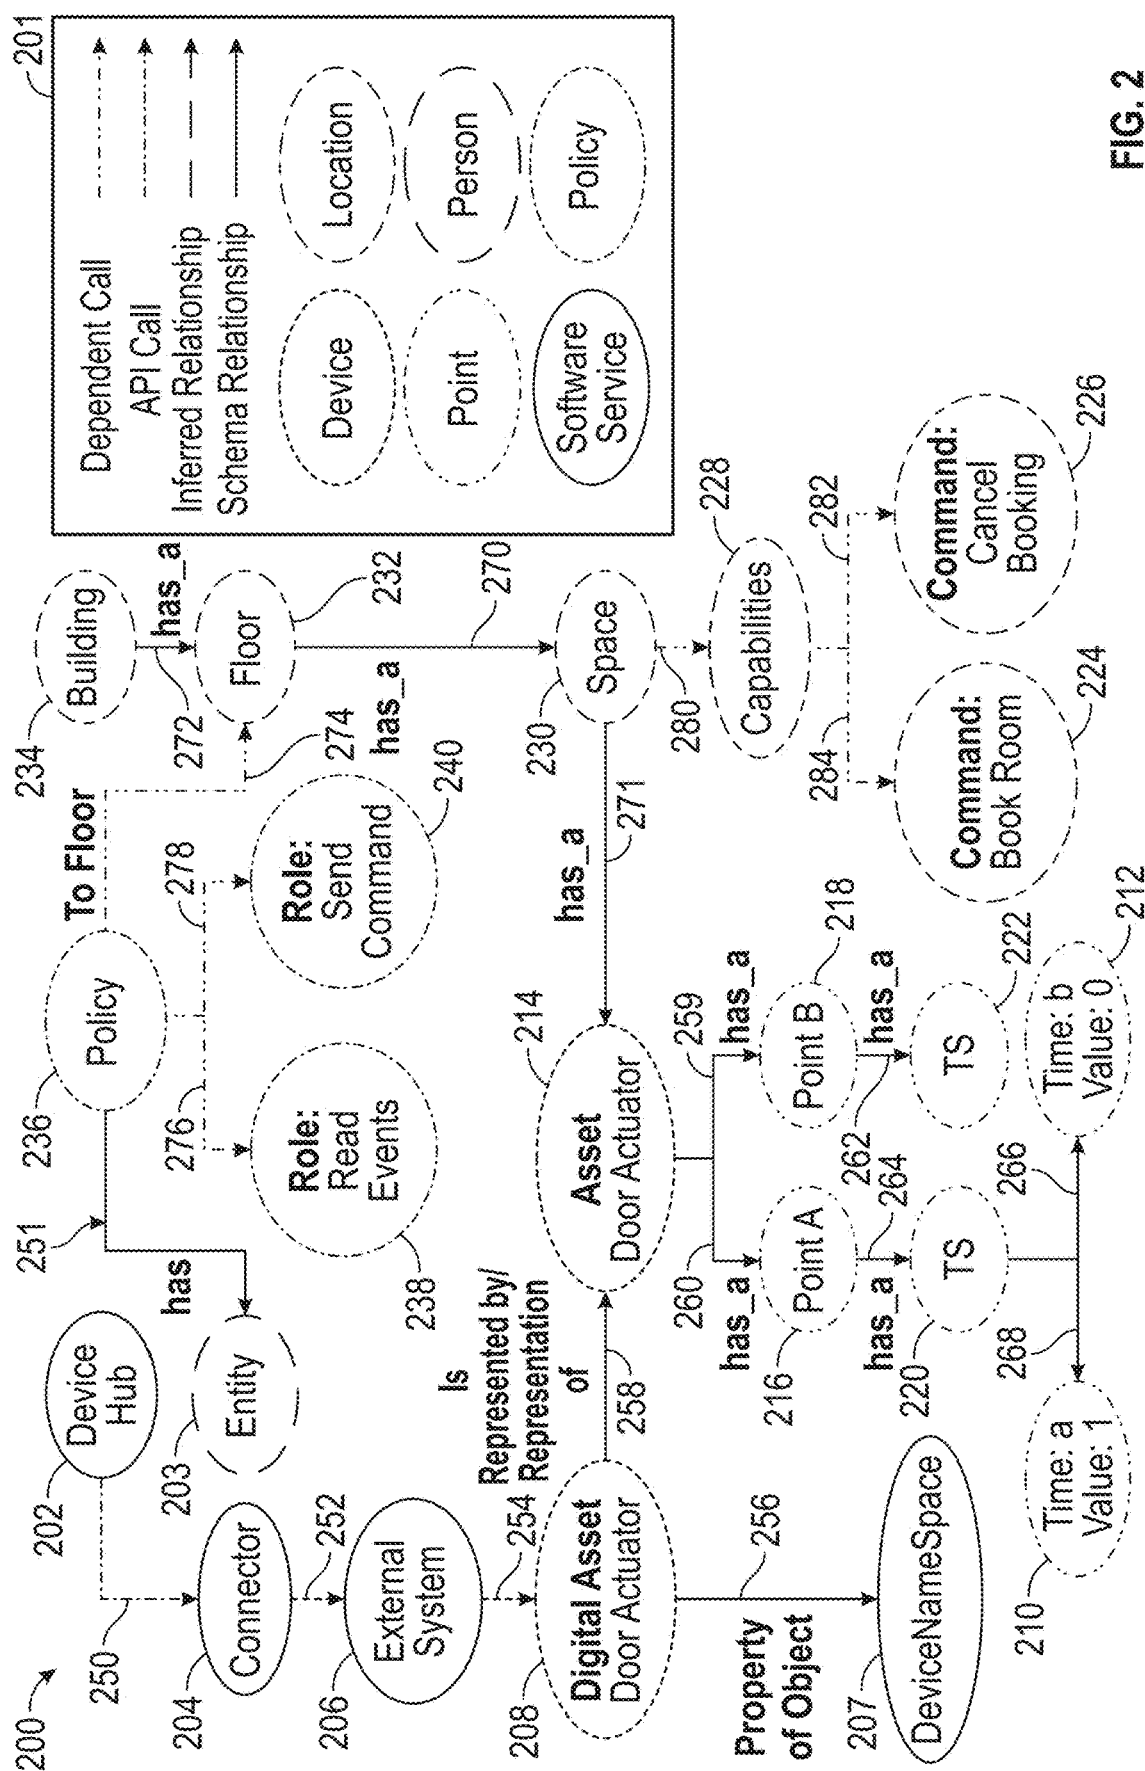 200
202
Device
Hub
250
204
Connector
252
206
External
System
254
208
Digital Asset
Door Actuator
256
Property
of Object
207
DeviceNameSpace
203
Entity
has
251
236
Policy
To Floor
276
278
238
Role:
Read
Events
Role:
Send
Command
240
274
234
Building
272
has_a
Floor
232
has_a
270
230
Space
has_a
271
280
Capabilities
228
284
282
Command:
Book Room
224
Command:
Cancel
Booking
226
Is
Represented by/
Representation
of
258
214
Asset
Door Actuator
260
259
has_a
has_a
216
Point A
Point B
218
has_a
264
262
has_a
220
TS
TS
222
268
266
210
Time: a
Value: 1
Time: b
Value: 0
212
201
Dependent Call
API Call
Inferred Relationship
Schema Relationship
Device
Location
Point
Person
Software
Service
Policy
FIG. 2